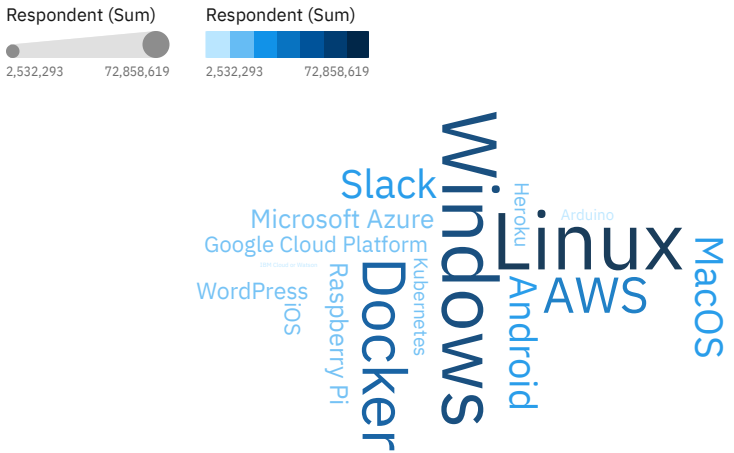 Respondent (Sum)
Respondent (Sum)
2,532,293
72,858,619
2,532,293
72,858,619
Windows
Slack
Heroku
Arduino
Microsoft Azure
Linux
Google Cloud Platform
MacOS
Docker
Kubernetes
Raspberry Pi
AWS
Android
WordPress
iOS